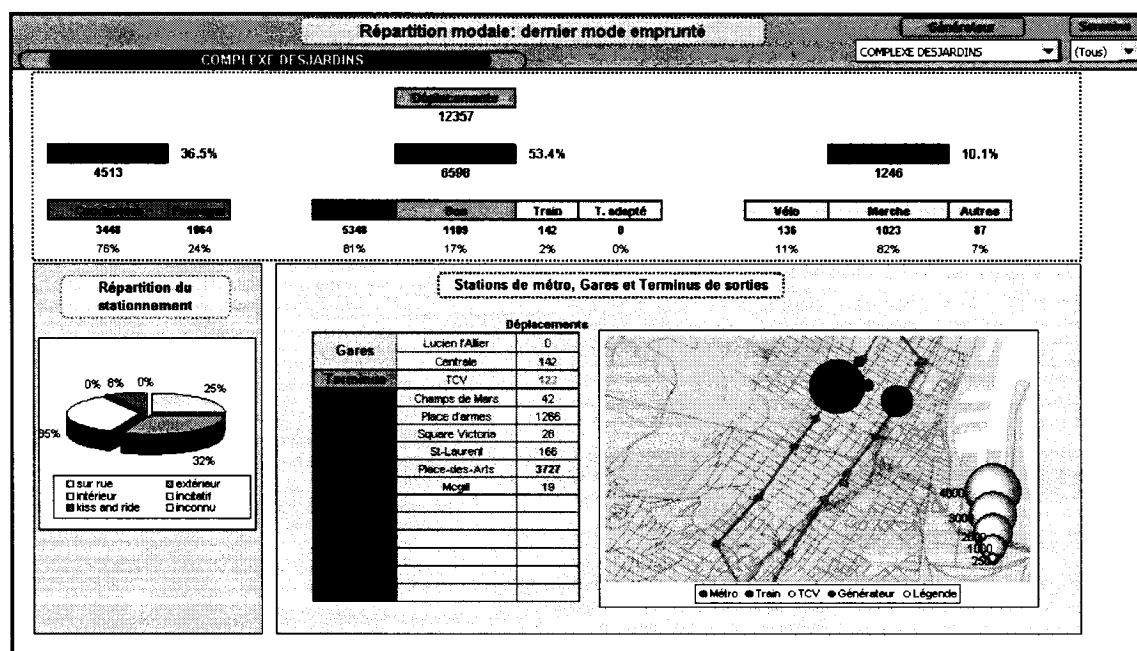 Répartition modale: dernier mode emprunté
Générateur
COMPLEXE DESJARDINS
COMPLEXE DESJARDINS
(Tous)
Déplacements
12357
36.5%
53.4%
10.1%
4513
6598
1246
Bus
Train
T. adapté
Vélo
Marche
Autres
3448
1064
5348
1109
142
0
136
1023
87
76%
24%
81%
17%
2%
0%
11%
82%
7%
Répartition du
stationnement
0%
8%
0%
25%
35%
32%
sur rue
extérieur
intérieur
incitatif
kiss and ride
inconnu
Stations de métro, Gares et Terminus de sorties
Déplacements
Gares
Lucien l'Allier
0
Centrale
142
Terminus
TCV
123
Champs de Mars
42
Place d'armes
1266
Square Victoria
28
St-Laurent
166
Place-des-Arts
3727
Mcgill
19
4000
3000
2000
1000
250
Métro
Train
TCV
Générateur
Légende